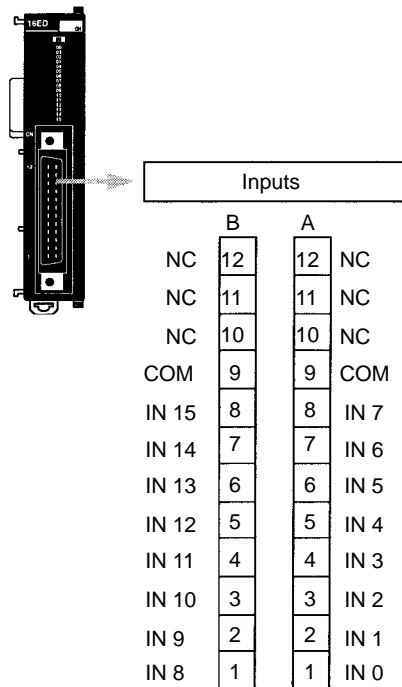 16ED
CN
Inputs
B A
NC 12 12 NC
NC 11 11 NC
NC 10 10 NC
COM 9 9 COM
IN 15 8 8 IN 7
IN 14 7 7 IN 6
IN 13 6 6 IN 5
IN 12 5 5 IN 4
IN 11 4 4 IN 3
IN 10 3 3 IN 2
IN 9 2 2 IN 1
IN 8 1 1 IN 0